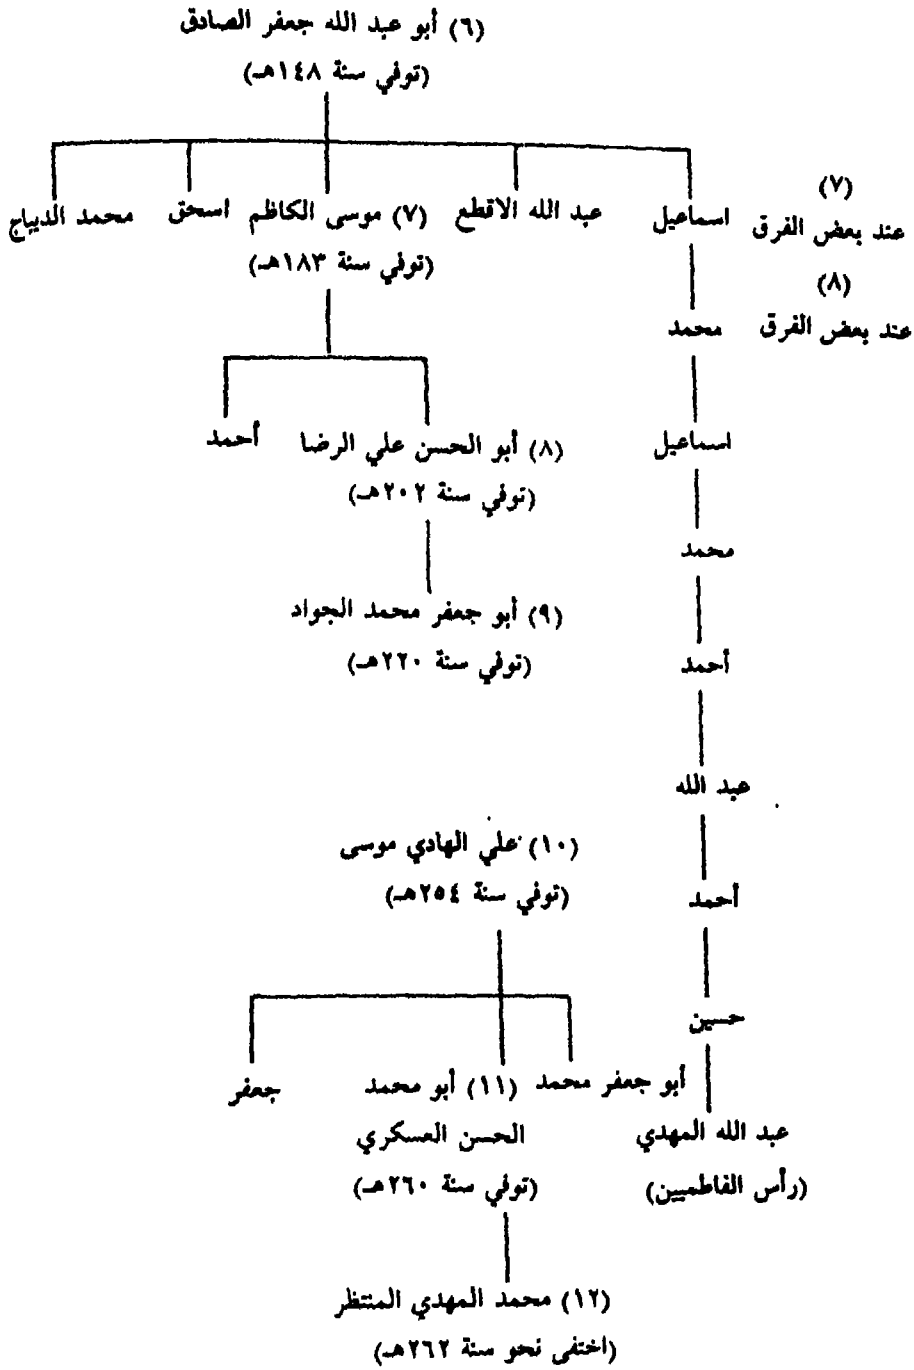 (٦) أبو عبد الله جعفر الصادق
(توفي سنة ١٤٨هـ)
(٧)
عند بعض الفرق
اسماعيل
عبد الله الاقطع
(٧) موسى الكاظم
اسحق
محمد الديباج
(توفي سنة ١٨٣هـ)
(٨)
عند بعض الفرق
محمد
اسماعيل
(٨) أبو الحسن علي الرضا
أحمد
(توفي سنة ٢٠٢هـ)
محمد
(٩) أبو جعفر محمد الجواد
(توفي سنة ٢٢٠هـ)
أحمد
عبد الله
(١٠) علي الهادي موسى
(توفي سنة ٢٥٤هـ)
أحمد
حسين
أبو جعفر محمد
(١١) أبو محمد
جعفر
عبد الله المهدي
الحسن العسكري
(رأس الفاطميين)
(توفي سنة ٢٦٠هـ)
(١٢) محمد المهدي المنتظر
(اختفى نحو سنة ٢٦٢هـ)